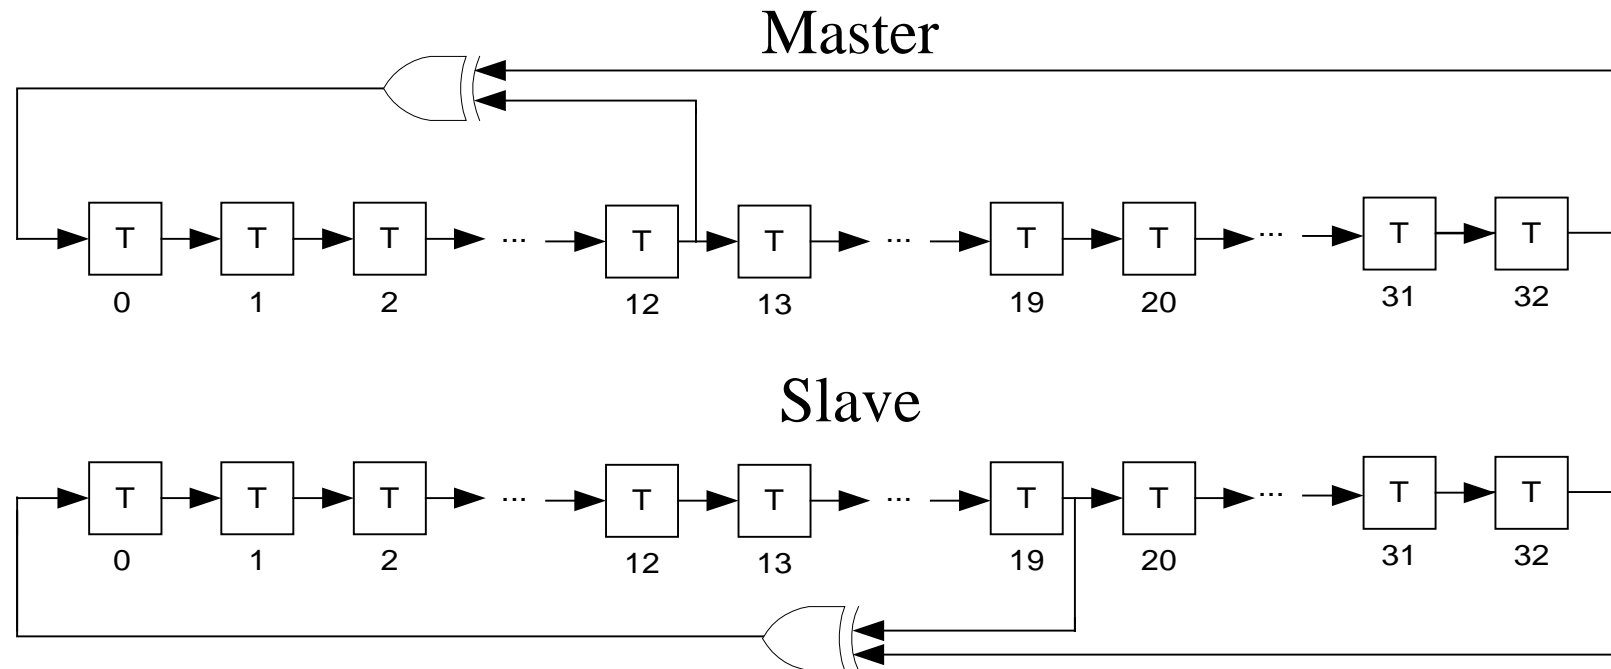 Master
T T T ... T T ... T T ... T T
0 1 2 12 13 19 20 31 32
Slave
T T T ... T T ... T T ... T T
0 1 2 12 13 19 20 31 32